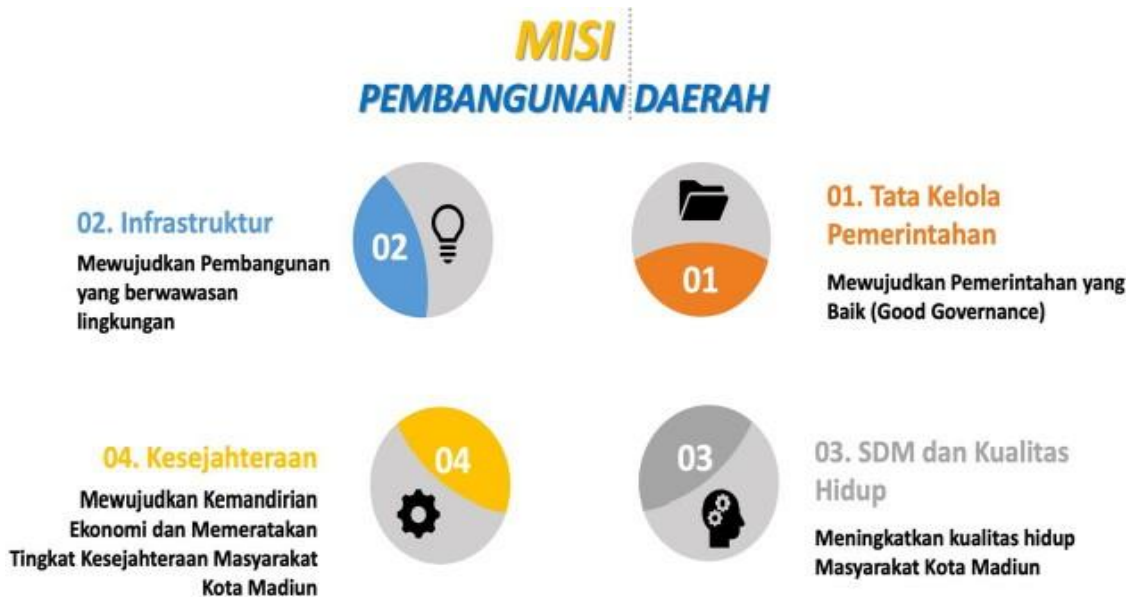 MISI
PEMBANGUNAN DAERAH
02. Infrastruktur
Mewujudkan Pembangunan
yang berwawasan
lingkungan
02
01
01. Tata Kelola
Pemerintahan
Mewujudkan Pemerintahan yang
Baik (Good Governance)
04. Kesejahteraan
Mewujudkan Kemandirian
Ekonomi dan Memeratakan
Tingkat Kesejahteraan Masyarakat
Kota Madiun
04
03
03. SDM dan Kualitas
Hidup
Meningkatkan kualitas hidup
Masyarakat Kota Madiun